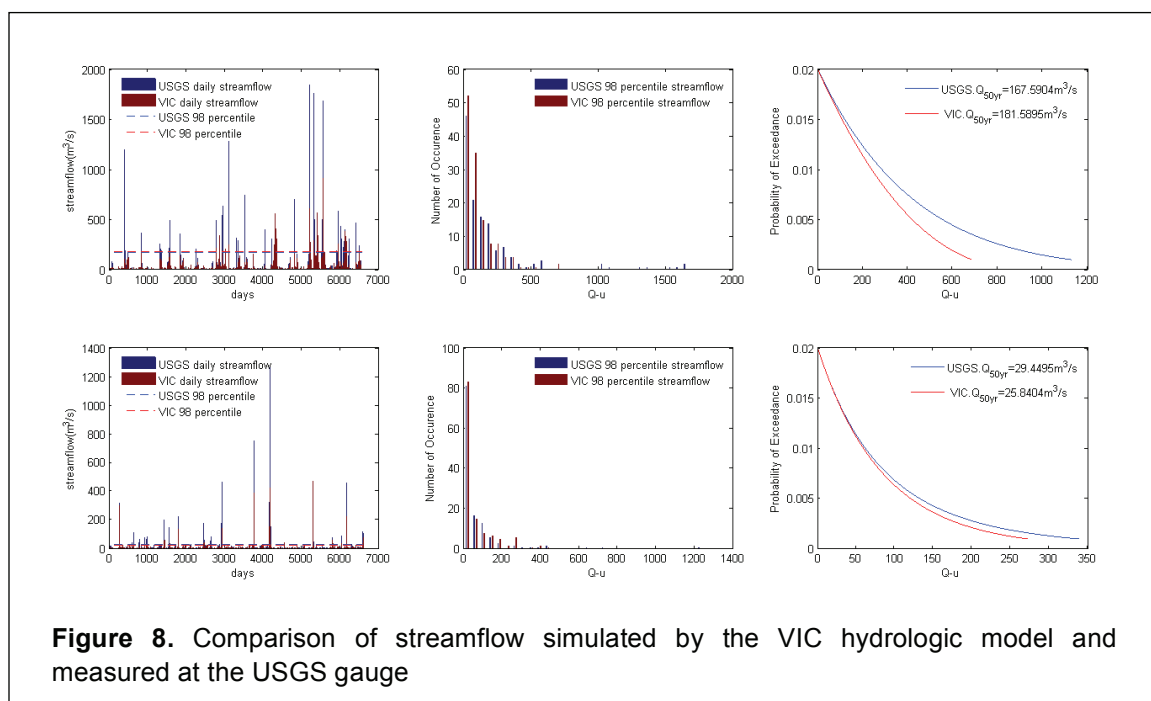 2000
1500
1000
500
0
streamflow(m³/s)
USGS daily streamflow
VIC daily streamflow
USGS 98 percentile
VIC 98 percentile
0 1000 2000 3000 4000 5000 6000 7000
days
60
50
40
30
20
10
0
Number of Occurence
USGS 98 percentile streamflow
VIC 98 percentile streamflow
0 500 1000 1500 2000
Q-u
0.02
0.015
0.01
0.005
0
Probability of Exceedance
USGS.Q50yr=167.5904m³/s
VIC.Q50yr=181.5895m³/s
0 200 400 600 800 1000 1200
Q-u
1400
1200
1000
800
600
400
200
0
streamflow(m³/s)
USGS daily streamflow
VIC daily streamflow
USGS 98 percentile
VIC 98 percentile
0 1000 2000 3000 4000 5000 6000 7000
days
100
80
60
40
20
0
Number of Occurence
USGS 98 percentile streamflow
VIC 98 percentile streamflow
0 200 400 600 800 1000 1200 1400
Q-u
0.02
0.015
0.01
0.005
0
Probability of Exceedance
USGS.Q50yr=29.4495m³/s
VIC.Q50yr=25.8404m³/s
0 50 100 150 200 250 300 350
Q-u
Figure 8. Comparison of streamflow simulated by the VIC hydrologic model and
measured at the USGS gauge